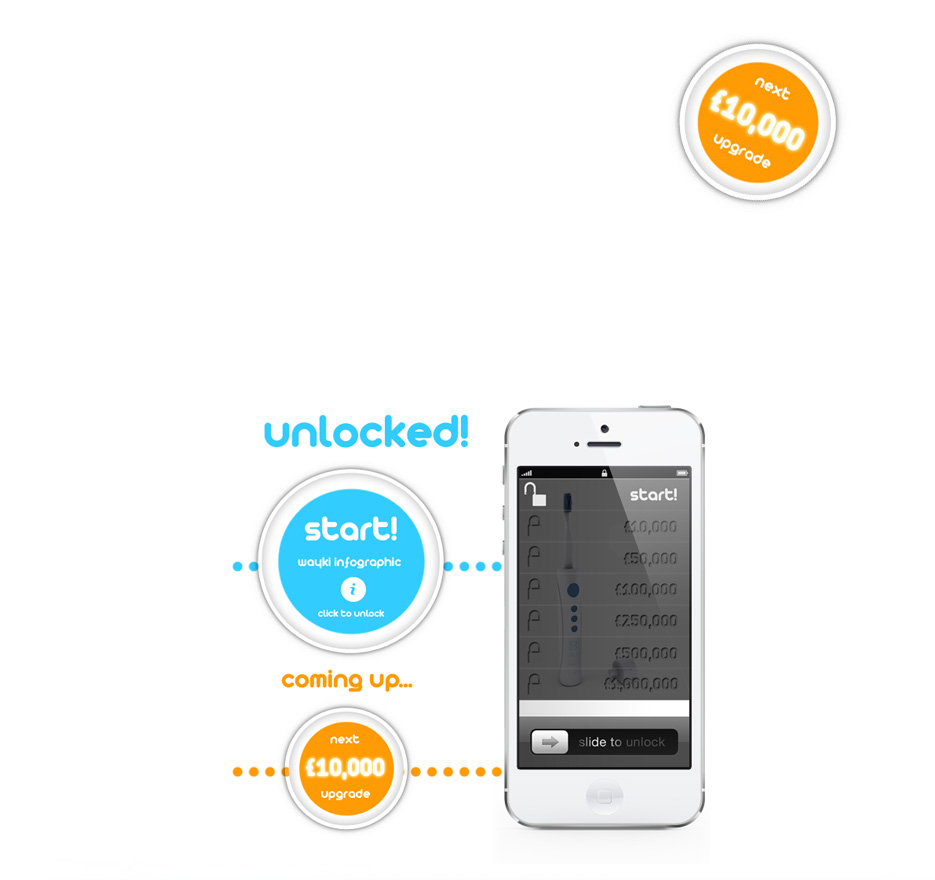 next
£10,000
upgrade
unlocked!
start!
wayki infographic
i
click to unlock
coming up...
next
£10,000
upgrade
start!
£10,000
£50,000
£100,000
£250,000
£500,000
£1,000,000
slide to unlock